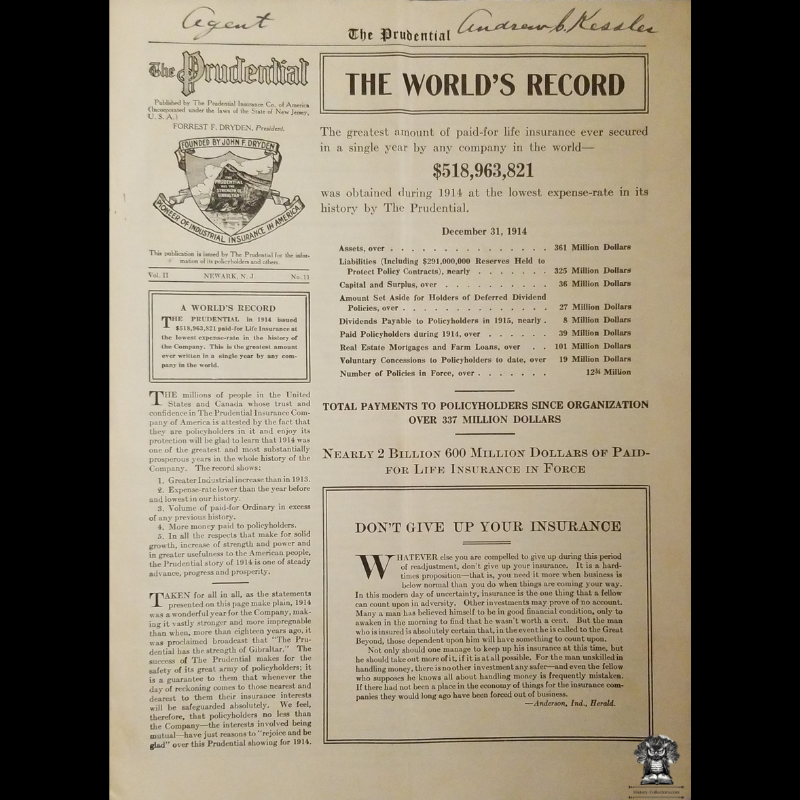 Agent
The Prudential
Andrew C. Kessler
The Prudential
Published by The Prudential Insurance Co. of America
(Incorporated under the laws of the State of New Jersey,
U. S. A.)
FORREST F. DRYDEN, President.
FOUNDED BY JOHN F. DRYDEN
PRUDENTIAL
HAS THE
STRENGTH OF
GIBRALTAR
PIONEER OF INDUSTRIAL INSURANCE IN AMERICA
This publication is issued by The Prudential for the infor-
mation of its policyholders and others.
Vol. II NEWARK, N. J. No. 11
A WORLD'S RECORD
THE PRUDENTIAL in 1914 issued
$518,963,821 paid-for Life Insurance at
the lowest expense-rate in the history of
the Company. This is the greatest amount
ever written in a single year by any com-
pany in the world.
THE millions of people in the United
States and Canada whose trust and
confidence in The Prudential Insurance Com-
pany of America is attested by the fact that
they are policyholders in it and enjoy its
protection will be glad to learn that 1914 was
one of the greatest and most substantially
prosperous years in the whole history of the
Company. The record shows:
1. Greater Industrial increase than in 1913.
2. Expense-rate lower than the year before
and lowest in our history.
3. Volume of paid-for Ordinary in excess
of any previous history.
4. More money paid to policyholders.
5. In all the respects that make for solid
growth, increase of strength and power and
in greater usefulness to the American people,
the Prudential story of 1914 is one of steady
advance, progress and prosperity.
TAKEN for all in all, as the statements
presented on this page make plain, 1914
was a wonderful year for the Company, mak-
ing it vastly stronger and more impregnable
than when, more than eighteen years ago, it
was proclaimed broadcast that "The Pru-
dential has the strength of Gibraltar." The
success of The Prudential makes for the
safety of its great army of policyholders; it
is a guarantee to them that whenever the
day of reckoning comes to those nearest and
dearest to them their insurance interests
will be safeguarded absolutely. We feel,
therefore, that policyholders no less than
the Company—the interests involved being
mutual—have just reasons to "rejoice and be
glad" over this Prudential showing for 1914.
THE WORLD'S RECORD
The greatest amount of paid-for life insurance ever secured
in a single year by any company in the world—
$518,963,821
was obtained during 1914 at the lowest expense-rate in its
history by The Prudential.
December 31, 1914
Assets, over . . . . . . . . . . . . . . . 361 Million Dollars
Liabilities (Including $291,000,000 Reserves Held to
Protect Policy Contracts), nearly . . . . . . . 325 Million Dollars
Capital and Surplus, over . . . . . . . . . . 36 Million Dollars
Amount Set Aside for Holders of Deferred Dividend
Policies, over . . . . . . . . . . . . . . 27 Million Dollars
Dividends Payable to Policyholders in 1915, nearly . 8 Million Dollars
Paid Policyholders during 1914, over . . . . . . 39 Million Dollars
Real Estate Mortgages and Farm Loans, over . . 101 Million Dollars
Voluntary Concessions to Policyholders to date, over 19 Million Dollars
Number of Policies in Force, over . . . . . . . 12¾ Million
TOTAL PAYMENTS TO POLICYHOLDERS SINCE ORGANIZATION
OVER 337 MILLION DOLLARS
NEARLY 2 BILLION 600 MILLION DOLLARS OF PAID-
FOR LIFE INSURANCE IN FORCE
DON'T GIVE UP YOUR INSURANCE
WHATEVER else you are compelled to give up during this period
of readjustment, don't give up your insurance. It is a hard-
times proposition—that is, you need it more when business is
below normal than you do when things are coming your way.
In this modern day of uncertainty, insurance is the one thing that a fellow
can count upon in adversity. Other investments may prove of no account.
Many a man has believed himself to be in good financial condition, only to
awaken in the morning to find that he wasn't worth a cent. But the man
who is insured is absolutely certain that, in the event he is called to the Great
Beyond, those dependent upon him will have something to count upon.
Not only should one manage to keep up his insurance at this time, but
he should take out more of it, if it is at all possible. For the man unskilled in
handling money, there is no other investment any safer—and even the fellow
who supposes he knows all about handling money is frequently mistaken.
If there had not been a place in the economy of things for the insurance com-
panies they would long ago have been forced out of business.
—Anderson, Ind., Herald.